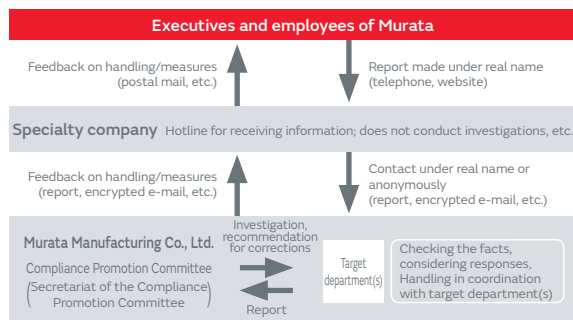 Executives and employees of Murata
Feedback on handling/measures
(postal mail, etc.)
Report made under real name
(telephone, website)
Specialty company Hotline for receiving information; does not conduct investigations, etc.
Feedback on handling/measures
(report, encrypted e-mail, etc.)
Contact under real name or
anonymously
(report, encrypted e-mail, etc.)
Murata Manufacturing Co., Ltd.
Compliance Promotion Committee
(Secretariat of the Compliance
Promotion Committee)
Investigation,
recommendation
for corrections
Report
Target
department(s)
Checking the facts,
considering responses,
Handling in coordination
with target department(s)